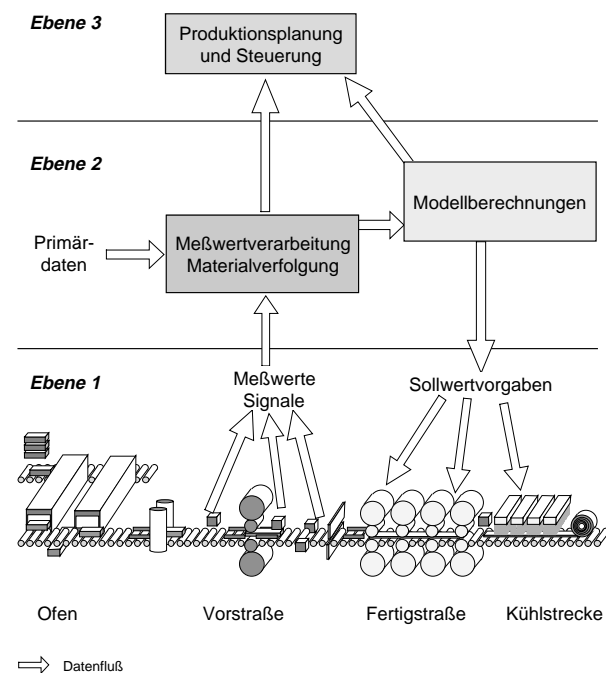 Ebene 3
Produktionsplanung
und Steuerung
Ebene 2
Modellberechnungen
Primär-
daten
Meßwertverarbeitung
Materialverfolgung
Ebene 1
Meßwerte
Signale
Sollwertvorgaben
Ofen
Vorstraße
Fertigstraße
Kühlstrecke
Datenfluß